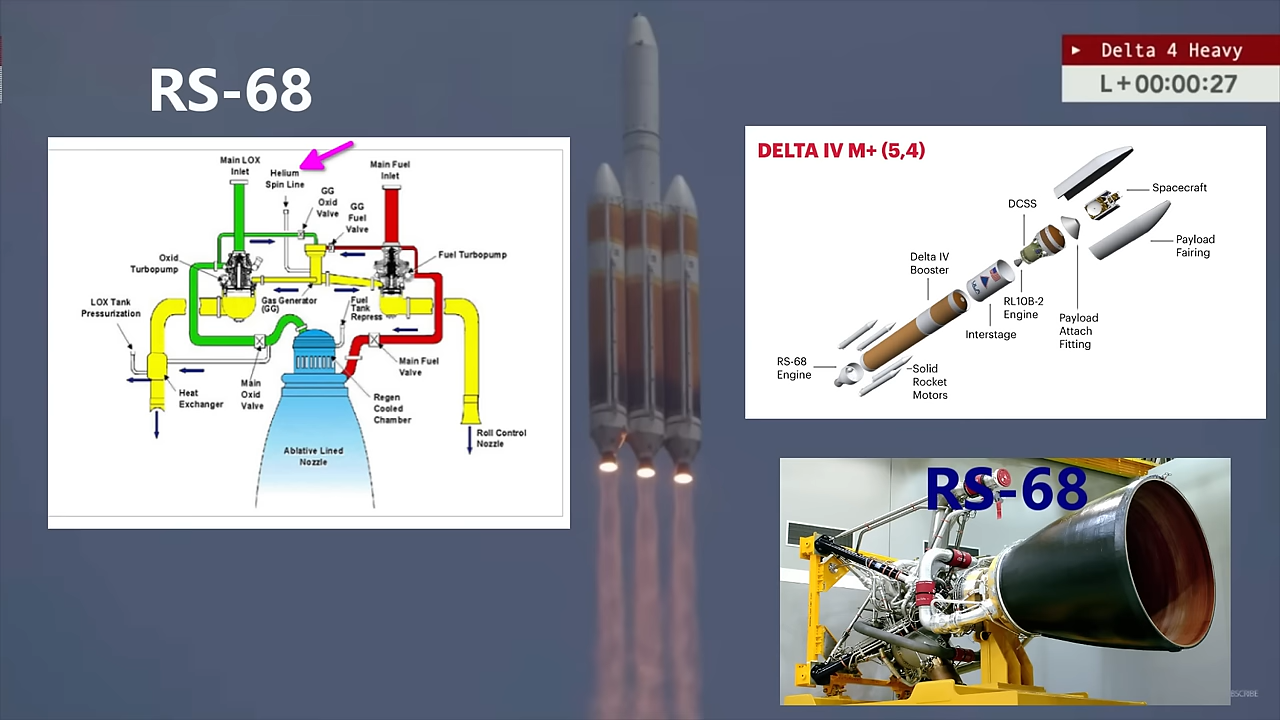 RS-68
Delta 4 Heavy
L+00:00:27
Main LOX
Inlet
Helium
Spin Line
Main Fuel
Inlet
GG
Oxid
Valve
GG
Fuel
Valve
Oxid
Turbopump
Fuel Turbopump
LOX Tank
Pressurization
Gas Generator
(GG)
Fuel
Tank
Repress
Main Fuel
Valve
Heat
Exchanger
Main
Oxid
Valve
Regen
Cooled
Chamber
Roll Control
Nozzle
Ablative Lined
Nozzle
DELTA IV M+ (5,4)
Spacecraft
DCSS
Payload
Fairing
Delta IV
Booster
RL10B-2
Engine
Payload
Attach
Fitting
Interstage
RS-68
Engine
Solid
Rocket
Motors
RS-68